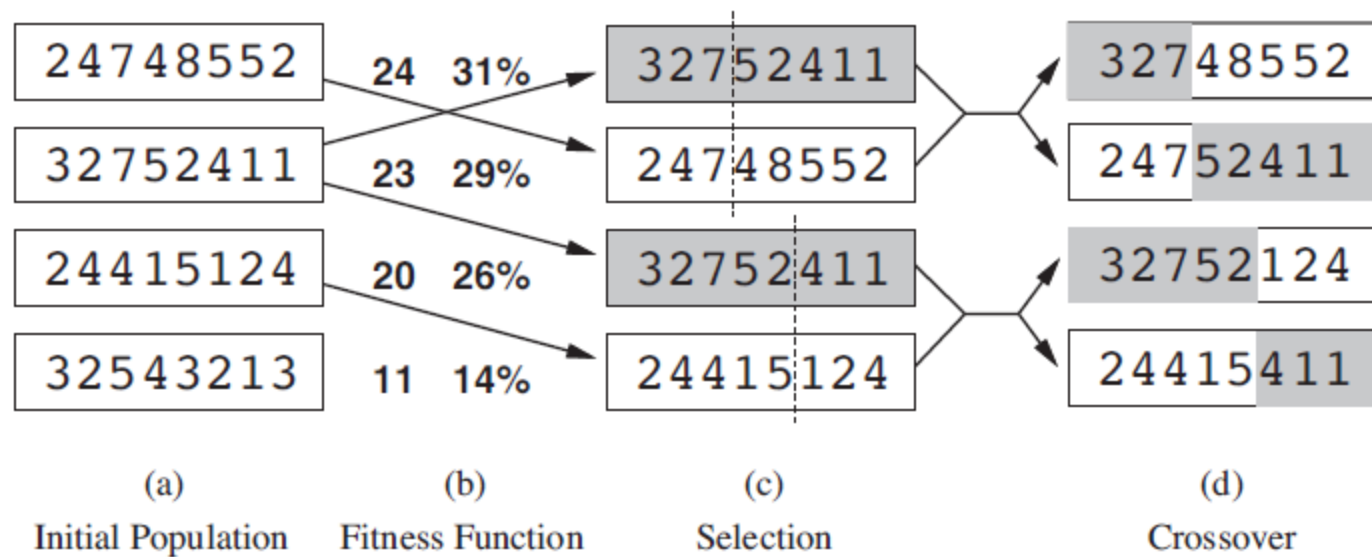 24748552 24 31% 32752411 32748552
32752411 23 29% 24748552 24752411
24415124 20 26% 32752411 32752124
32543213 11 14% 24415124 24415411
(a) (b) (c) (d)
Initial Population Fitness Function Selection Crossover